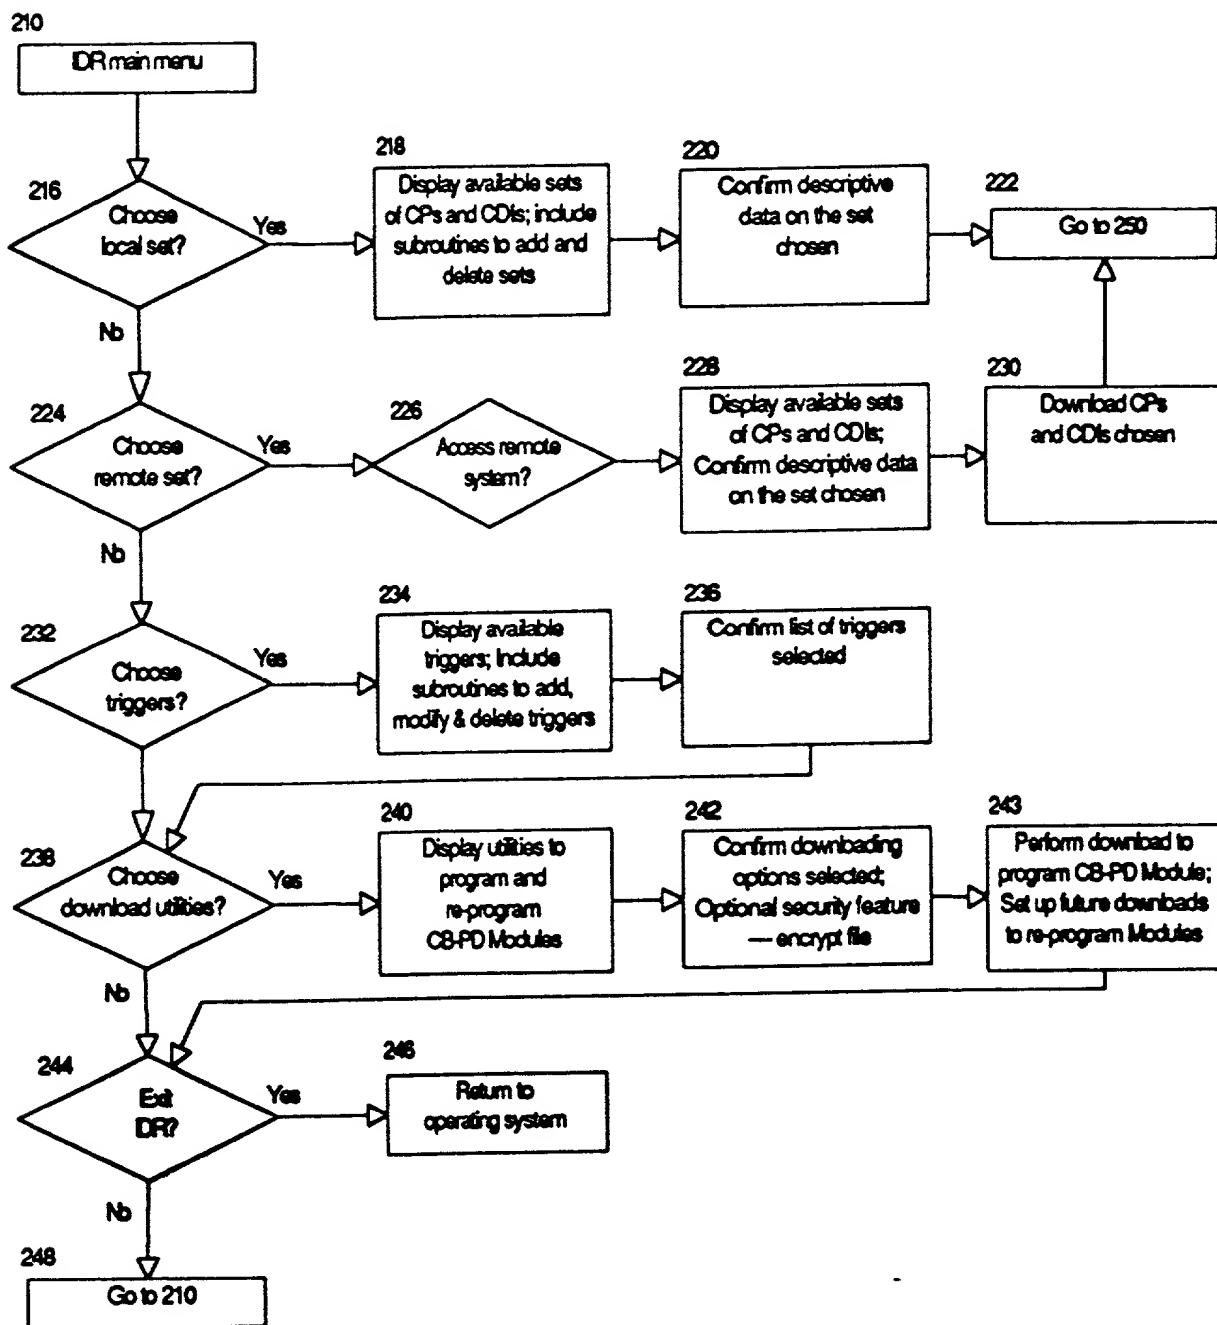 210
IDR main menu
216
Choose
local set?
Yes
No
218
Display available sets
of CPs and CDIs; include
subroutines to add and
delete sets
220
Confirm descriptive
data on the set
chosen
222
Go to 250
224
Choose
remote set?
Yes
No
226
Access remote
system?
228
Display available sets
of CPs and CDIs;
Confirm descriptive data
on the set chosen
230
Download CPs
and CDIs chosen
232
Choose
triggers?
Yes
234
Display available
triggers; Include
subroutines to add,
modify & delete triggers
236
Confirm list of triggers
selected
238
Choose
download utilities?
Yes
No
240
Display utilities to
program and
re-program
CB-PD Modules
242
Confirm downloading
options selected;
Optional security feature
— encrypt file
243
Perform download to
program CB-PD Module;
Set up future downloads
to re-program Modules
244
Exit
IDR?
Yes
No
246
Return to
operating system
248
Go to 210